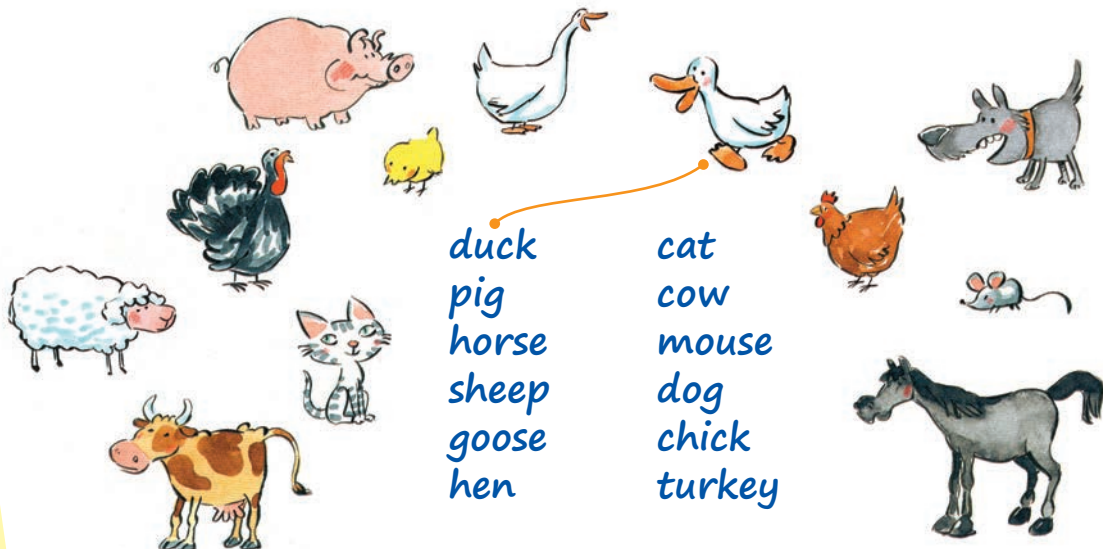 duck
pig
horse
sheep
goose
hen
cat
cow
mouse
dog
chick
turkey